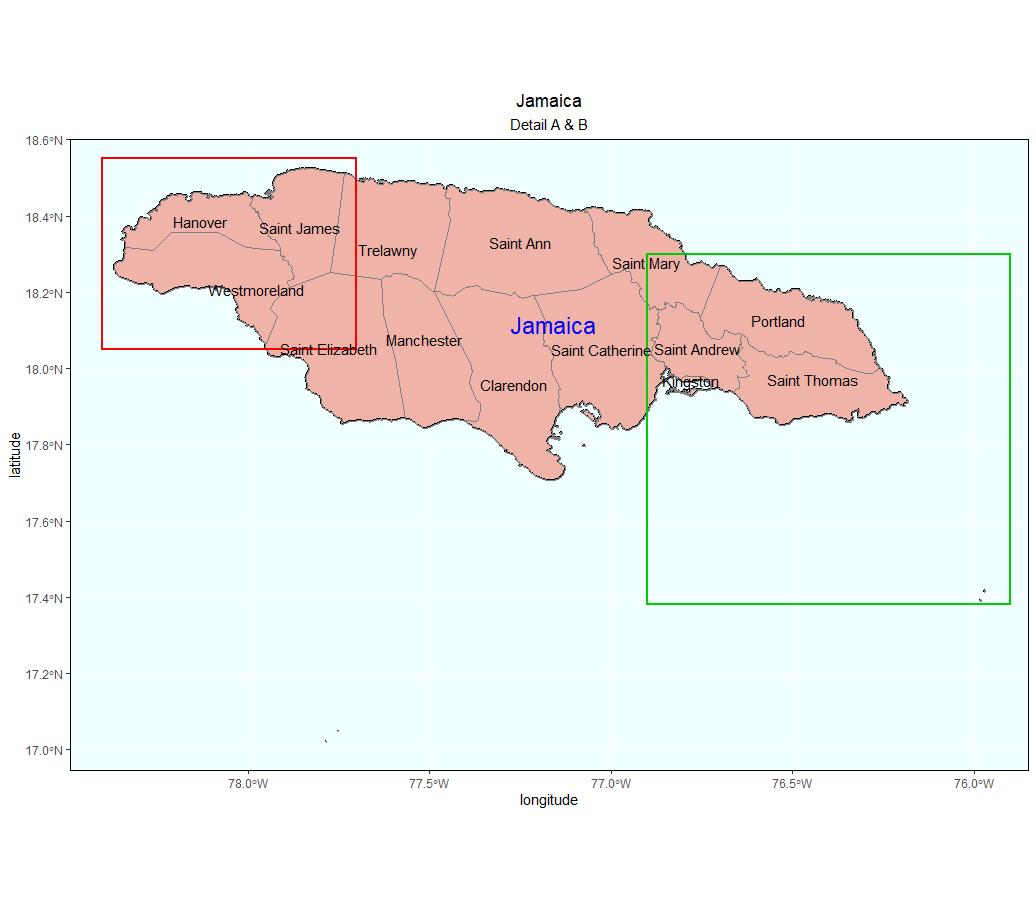 Jamaica
Detail A & B
18.6°N
18.4°N
18.2°N
18.0°N
17.8°N
17.6°N
17.4°N
17.2°N
17.0°N
latitude
Hanover
Saint James
Trelawny
Saint Ann
Saint Mary
Westmoreland
Portland
Jamaica
Saint Elizabeth
Manchester
Saint Catherine
Saint Andrew
Clarendon
Kingston
Saint Thomas
78.0°W
77.5°W
77.0°W
76.5°W
76.0°W
longitude